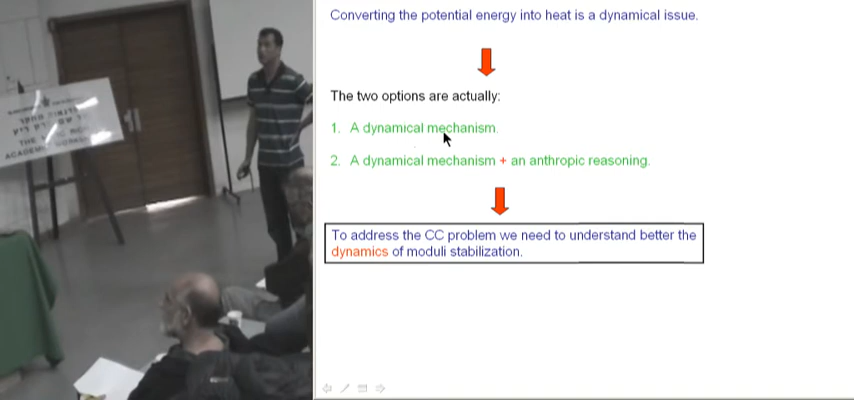 Converting the potential energy into heat is a dynamical issue.
The two options are actually:
1. A dynamical mechanism.
2. A dynamical mechanism + an anthropic reasoning.
To address the CC problem we need to understand better the
dynamics of moduli stabilization.
THE
ACADEM